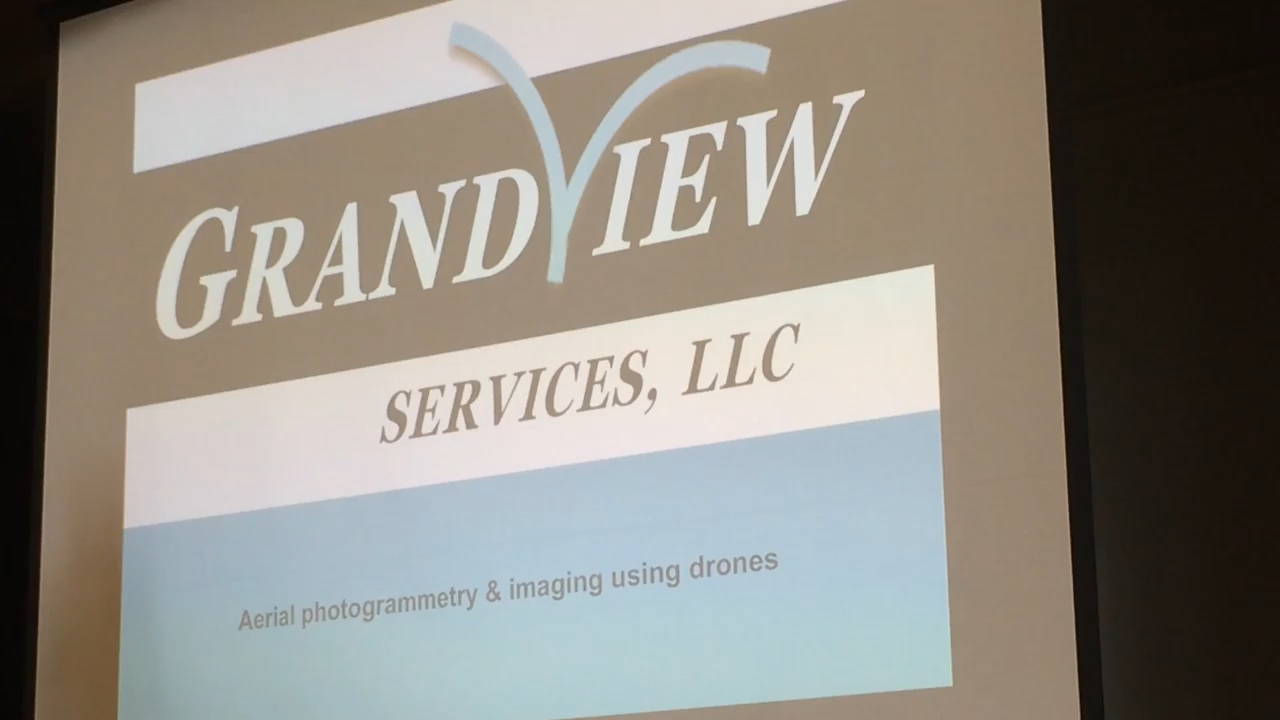 GRANDVIEW
SERVICES, LLC
Aerial photogrammetry & imaging using drones